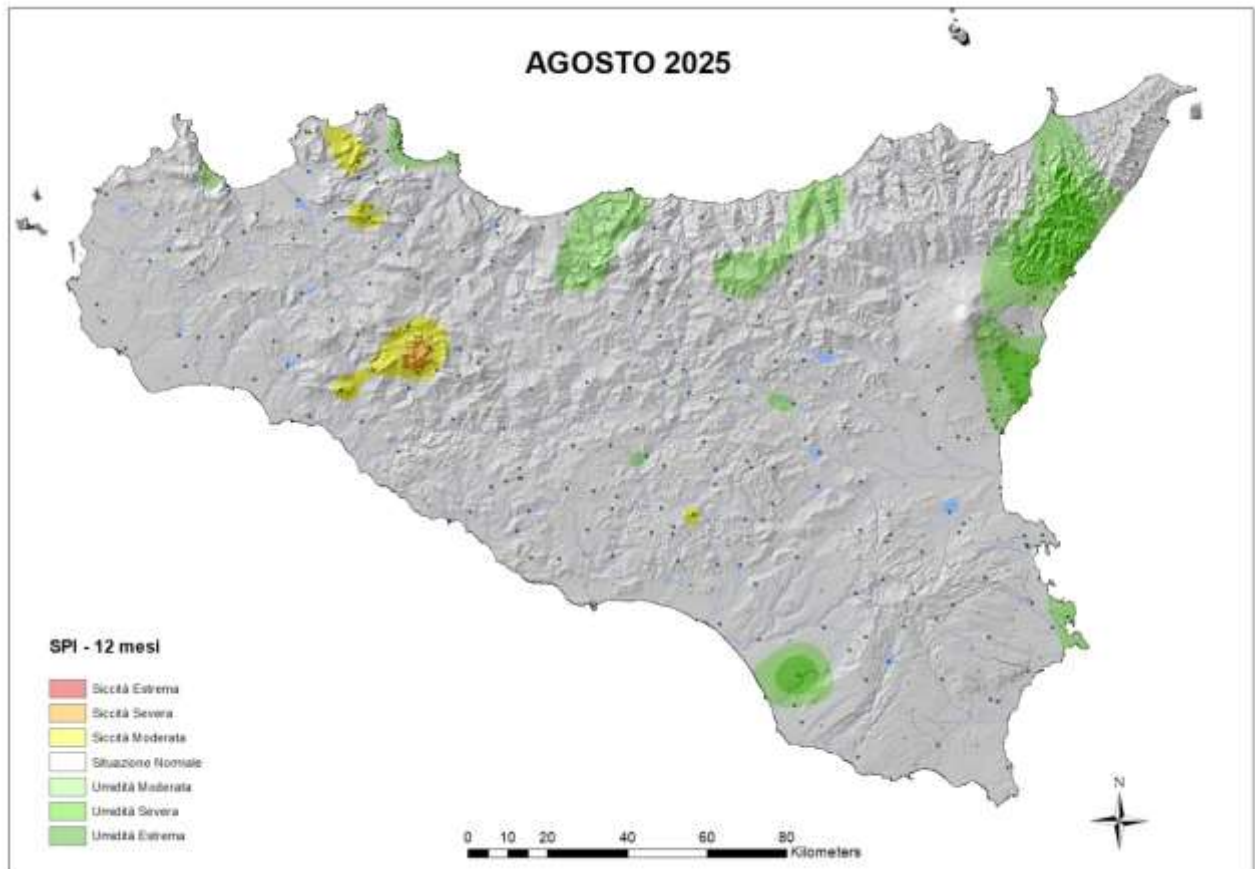 AGOSTO 2025
SPI - 12 mesi
Siccità Estrema
Siccità Severa
Siccità Moderata
Situazione Normale
Umidità Moderata
Umidità Severa
Umidità Estrema
0 10 20 40 60 80
Kilometers
N